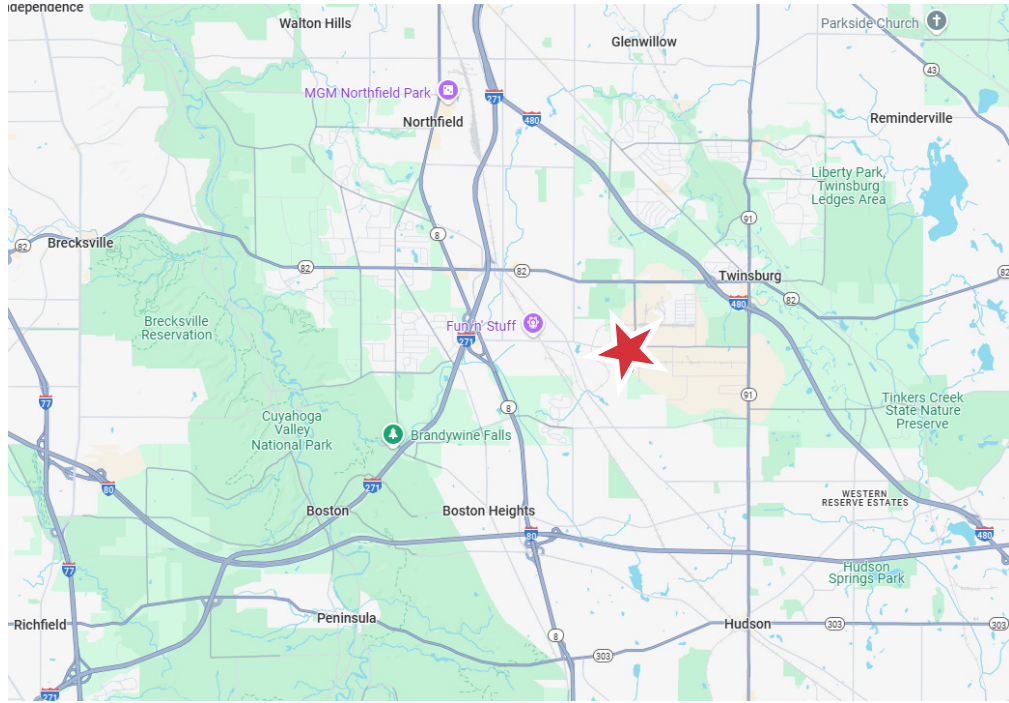 dependence
Walton Hills
Parkside Church
Glenwillow
43
MGM Northfield Park
271
480
Northfield
Reminderville
Liberty Park,
Twinsburg
Ledges Area
91
8
82
Brecksville
82
82
82
Twinsburg
480
82
Brecksville
Reservation
Fun 'n' Stuff
271
77
91
8
Cuyahoga
Valley
National Park
Brandywine Falls
Tinkers Creek
State Nature
Preserve
80
271
WESTERN
RESERVE ESTATES
Boston
Boston Heights
80
480
77
Hudson
Springs Park
Richfield
Peninsula
Hudson
303
303
8
303
271